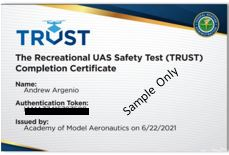 TRUST
The Recreational UAS Safety Test (TRUST)
Completion Certificate
Name:
Andrew Argenio
Authentication Token:
Sample Only
Issued by:
Academy of Model Aeronautics on 6/22/2021